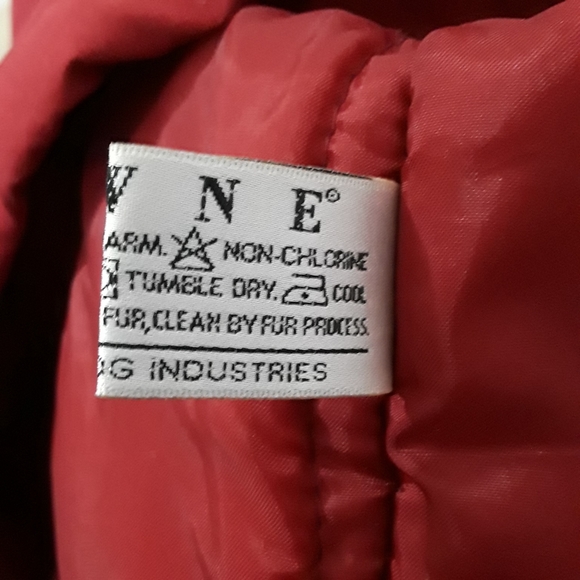 N E®
ARM. NON-CHLORINE
TUMBLE DRY. COOL
FUR, CLEAN BY FUR PROCESS.
G INDUSTRIES